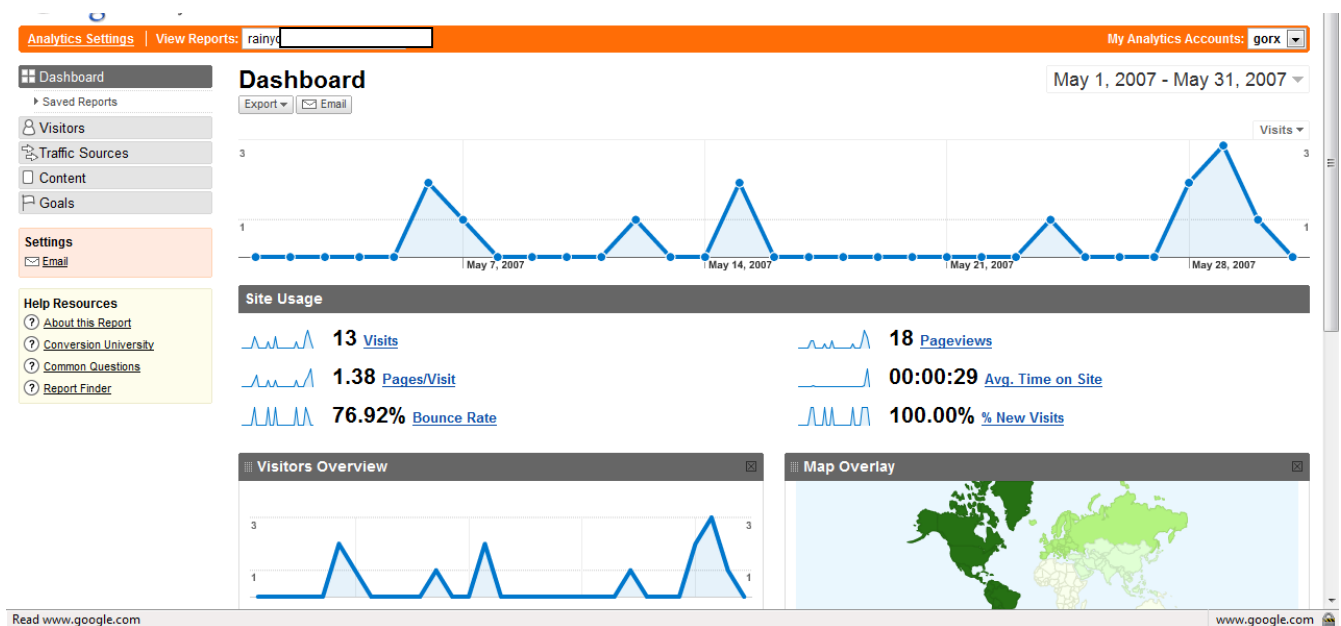 Analytics Settings | View Reports: rainy
My Analytics Accounts: gorx
Dashboard
Saved Reports
Visitors
Traffic Sources
Content
Goals
Settings
Email
Help Resources
About this Report
Conversion University
Common Questions
Report Finder
Dashboard
May 1, 2007 - May 31, 2007
Export
Email
Visits
3
3
1
1
May 7, 2007
May 14, 2007
May 21, 2007
May 28, 2007
Site Usage
13 Visits
18 Pageviews
1.38 Pages/Visit
00:00:29 Avg. Time on Site
76.92% Bounce Rate
100.00% % New Visits
Visitors Overview
3
3
1
1
Map Overlay
Read www.google.com
www.google.com